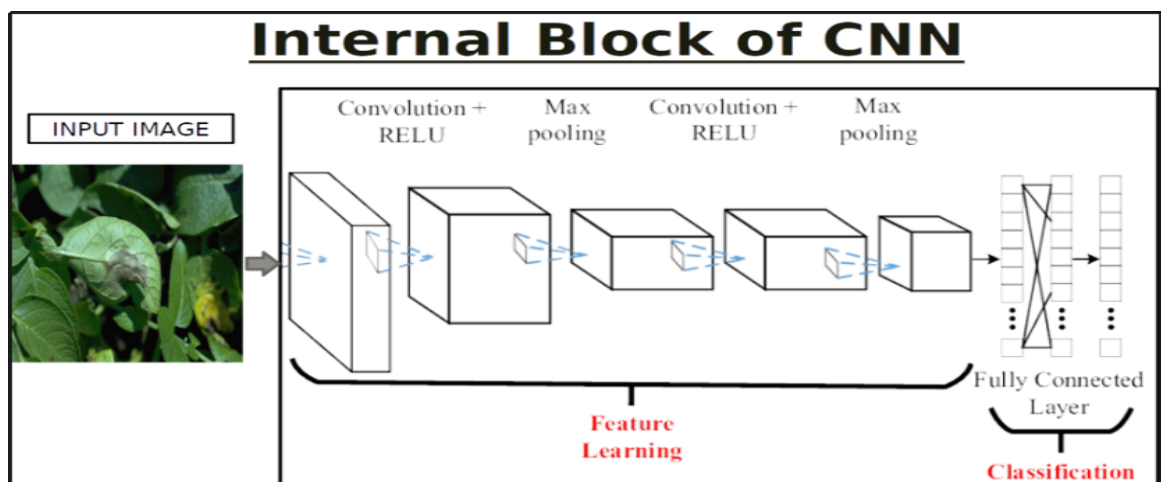 Internal Block of CNN
INPUT IMAGE
Convolution +
RELU
Max
pooling
Convolution +
RELU
Max
pooling
Fully Connected
Layer
Feature
Learning
Classification